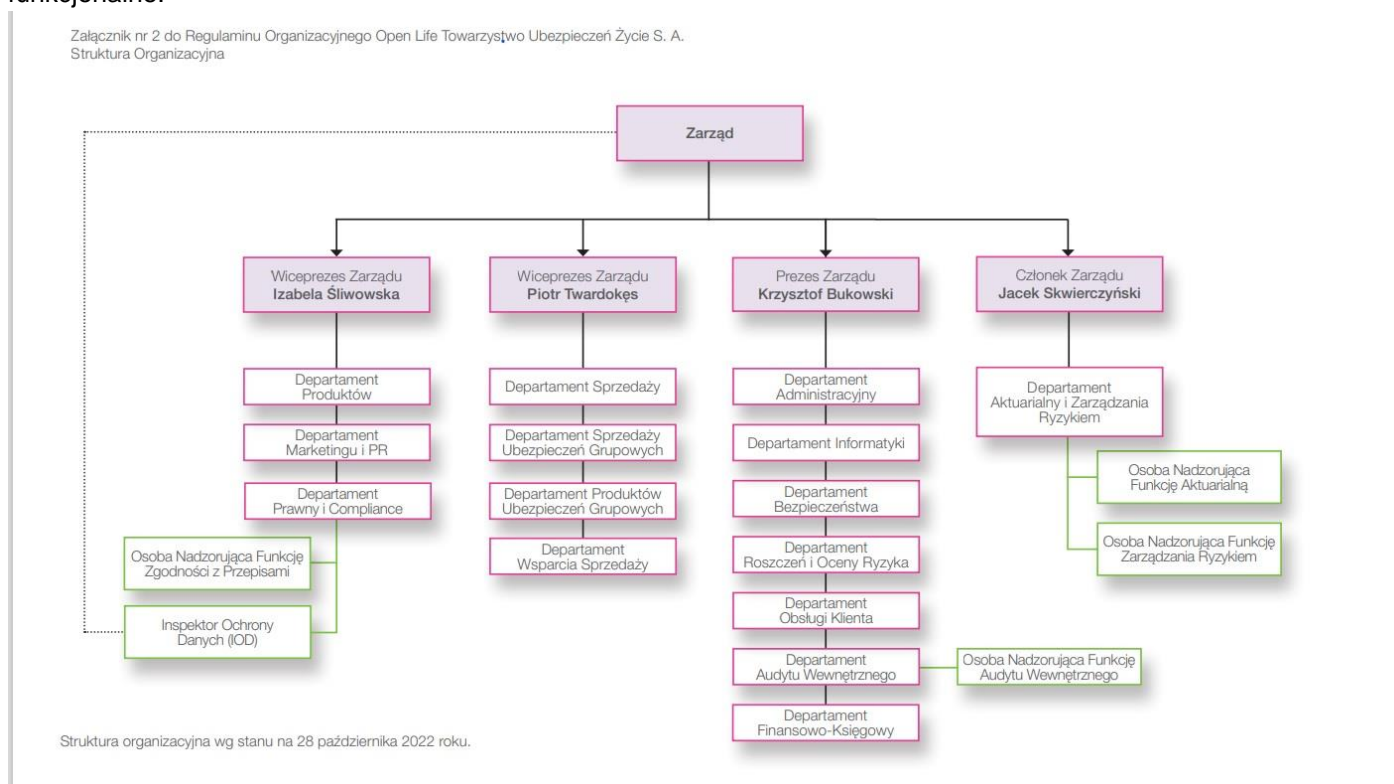 funkcjonalne.
Załącznik nr 2 do Regulaminu Organizacyjnego Open Life Towarzystwo Ubezpieczeń Życie S. A.
Struktura Organizacyjna
Zarząd
Wiceprezes Zarządu
Izabela Śliwowska
Wiceprezes Zarządu
Piotr Twardokęs
Prezes Zarządu
Krzysztof Bukowski
Członek Zarządu
Jacek Skwierczyński
Departament
Produktów
Departament
Marketingu i PR
Departament
Prawny i Compliance
Osoba Nadzorująca Funkcję
Zgodności z Przepisami
Inspektor Ochrony
Danych (IOD)
Departament Sprzedaży
Departament Sprzedaży
Ubezpieczeń Grupowych
Departament Produktów
Ubezpieczeń Grupowych
Departament
Wsparcia Sprzedaży
Departament
Administracyjny
Departament Informatyki
Departament
Bezpieczeństwa
Departament
Roszczeń i Oceny Ryzyka
Departament
Obsługi Klienta
Departament
Audytu Wewnętrznego
Osoba Nadzorująca Funkcję
Audytu Wewnętrznego
Departament
Finansowo-Księgowy
Departament
Aktuarialny i Zarządzania
Ryzykiem
Osoba Nadzorująca
Funkcję Aktuarialną
Osoba Nadzorująca Funkcję
Zarządzania Ryzykiem
Struktura organizacyjna wg stanu na 28 października 2022 roku.